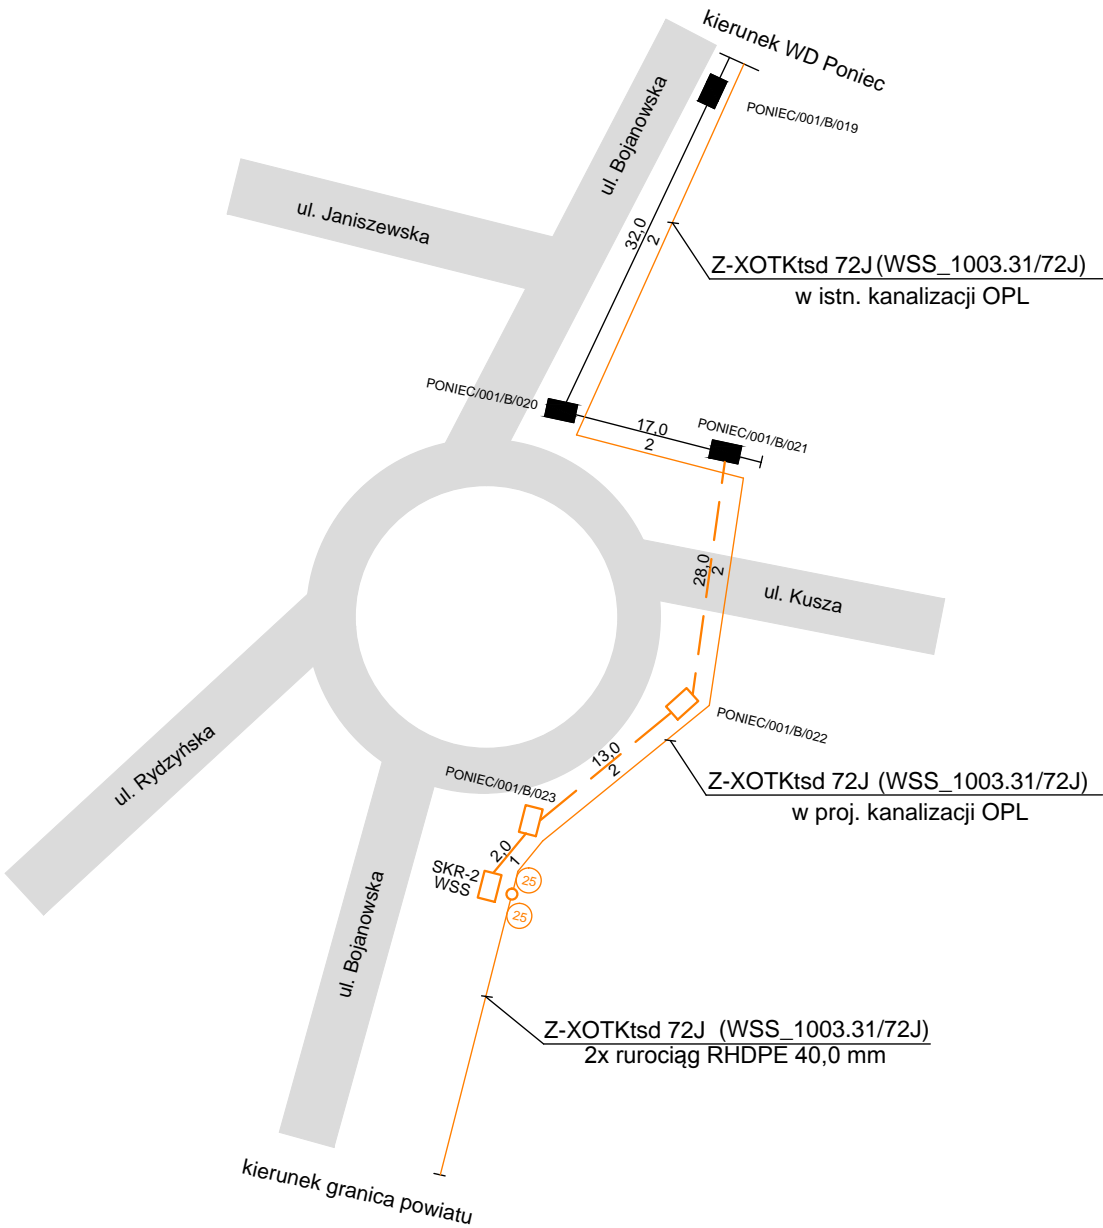 kierunek WD Poniec
PONIEC/001/B/019
ul. Bojanowska
ul. Janiszewska
32,0
2
Z-XOTKtsd 72J (WSS_1003.31/72J)
w istn. kanalizacji OPL
PONIEC/001/B/020
17,0
2
PONIEC/001/B/021
28,0
2
ul. Kusza
PONIEC/001/B/022
ul. Rydzyńska
13,0
2
PONIEC/001/B/023
Z-XOTKtsd 72J (WSS_1003.31/72J)
w proj. kanalizacji OPL
2,0
1
SKR-2
WSS
25
25
ul. Bojanowska
Z-XOTKtsd 72J (WSS_1003.31/72J)
2x rurociąg RHDPE 40,0 mm
kierunek granica powiatu